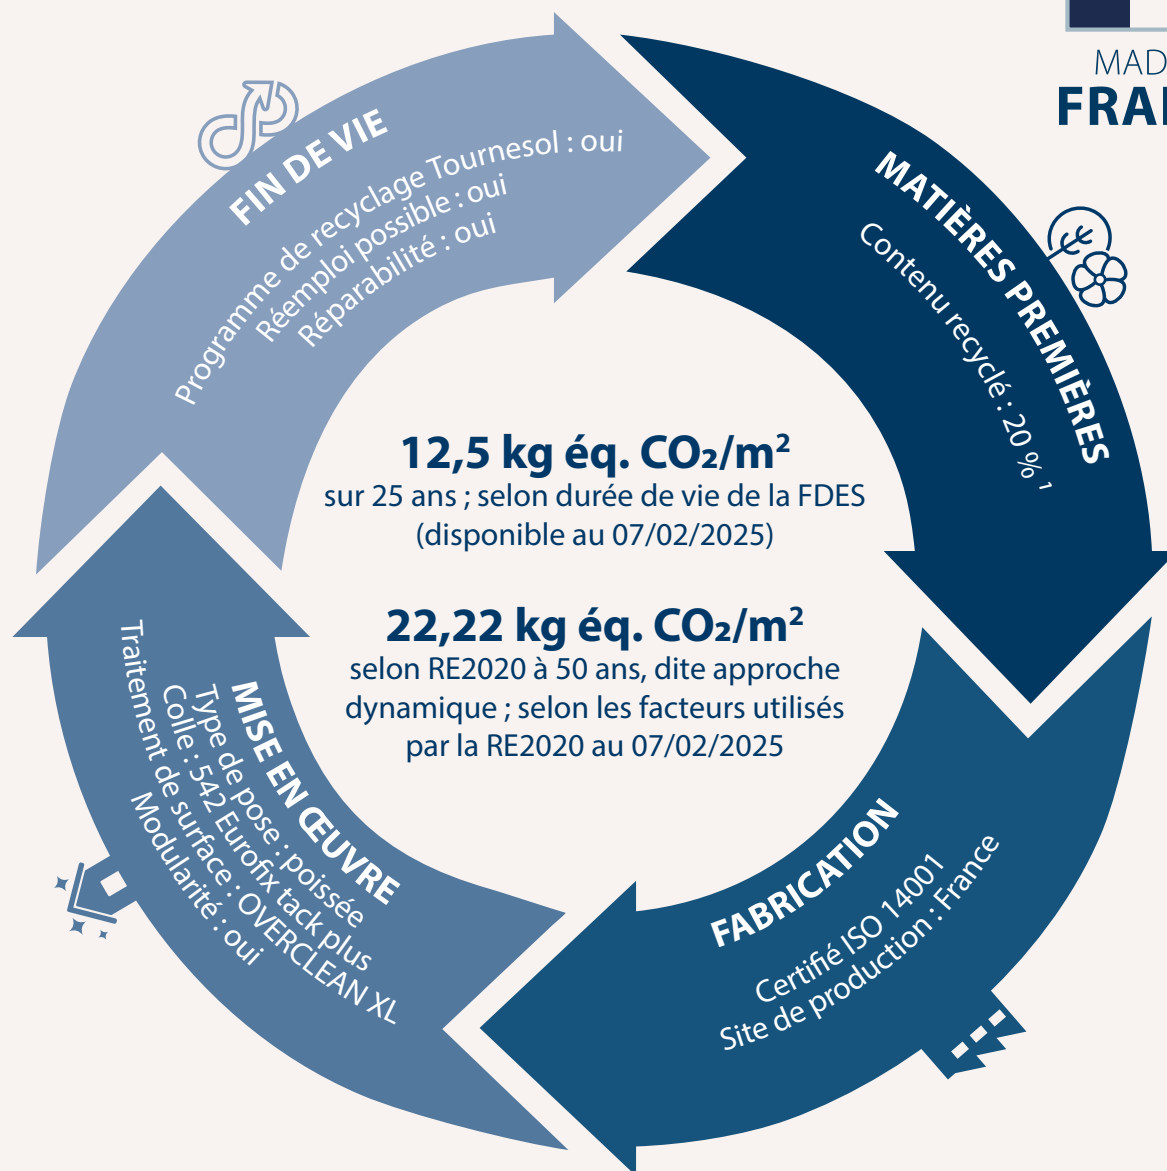 MAD
FRA
FIN DE VIE
Programme de recyclage Tournesol : oui
Réemploi possible : oui
Réparabilité : oui
MATIÈRES PREMIÈRES
Contenu recyclé : 20 % ¹
12,5 kg éq. CO₂/m²
sur 25 ans ; selon durée de vie de la FDES
(disponible au 07/02/2025)
22,22 kg éq. CO₂/m²
selon RE2020 à 50 ans, dite approche
dynamique ; selon les facteurs utilisés
par la RE2020 au 07/02/2025
MISE EN ŒUVRE
Type de pose : poissée
Colle : 542 Eurofix tack plus
Traitement de surface : OVERCLEAN XL
Modularité : oui
FABRICATION
Certifié ISO 14001
Site de production : France